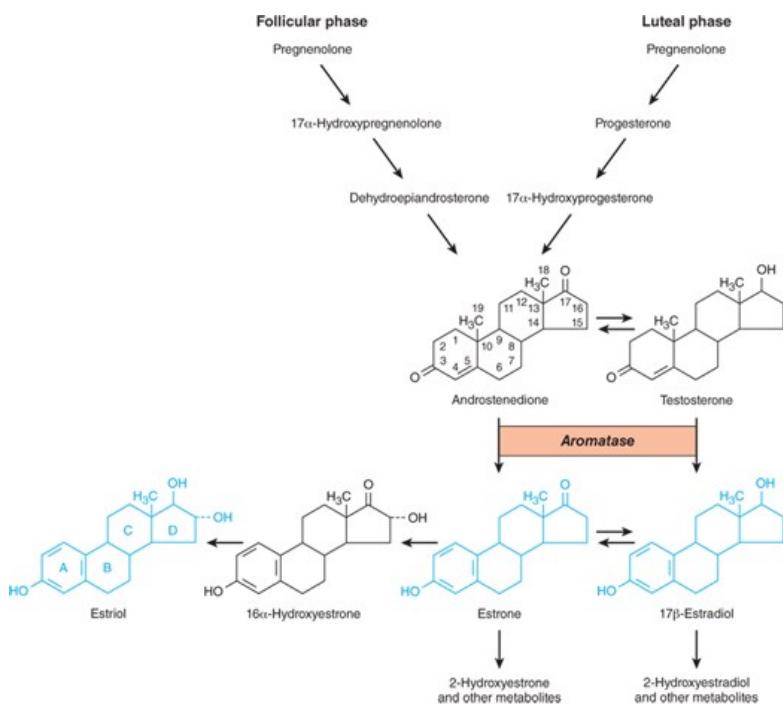 Follicular phase
Luteal phase
Pregnenolone
Pregnenolone
17α-Hydroxypregnenolone
Progesterone
Dehydroepiandrosterone
17α-Hydroxyprogesterone
18
O
OH
H₃C
12
17
16
H₃C
11
13
19
H₃C
14
15
H₃C
1
9
2
10
8
3
5
7
4
6
O
O
Androstenedione
Testosterone
Aromatase
OH
O
O
OH
H₃C
OH
H₃C
OH
H₃C
H₃C
C
D
A
B
HO
HO
HO
HO
Estriol
16α-Hydroxyestrone
Estrone
17β-Estradiol
2-Hydroxyestrone
and other metabolites
2-Hydroxyestradiol
and other metabolites